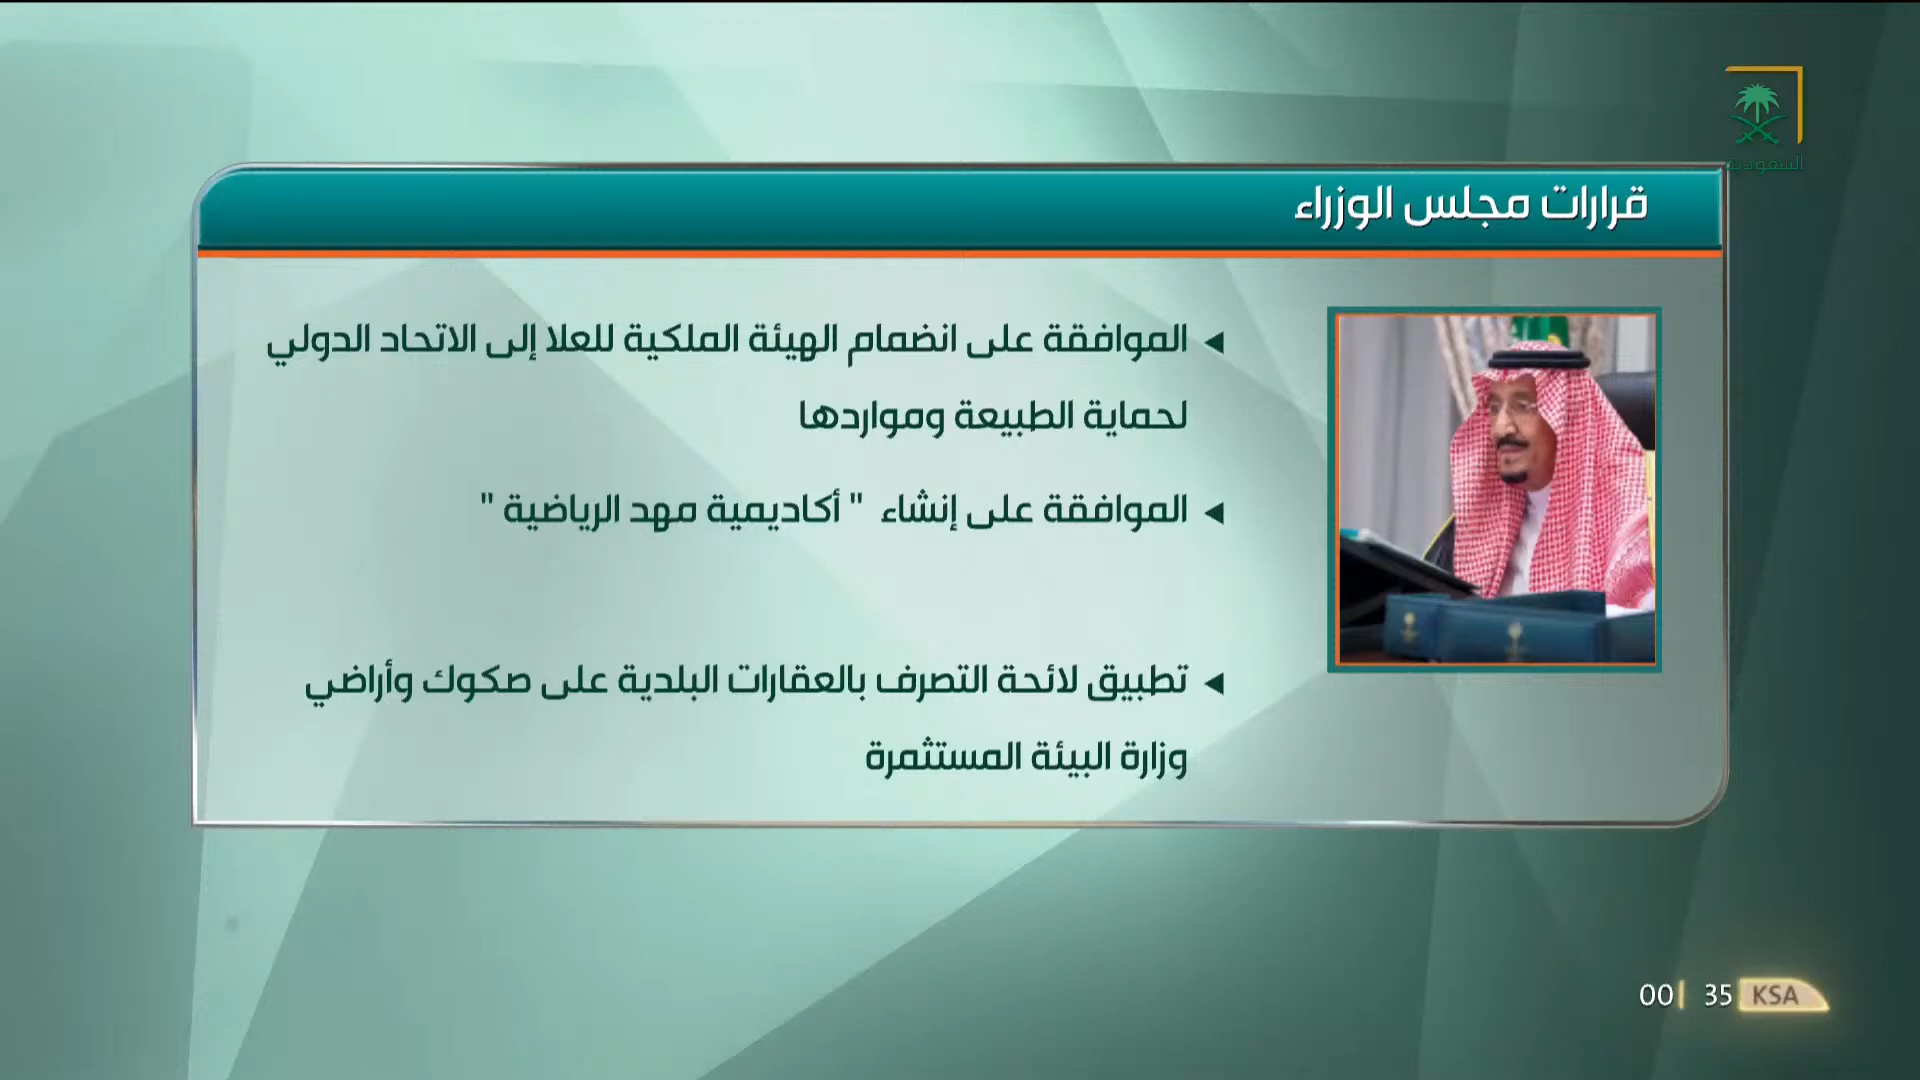 السعودية
قرارات مجلس الوزراء
الموافقة على انضمام الهيئة الملكية للعلا إلى الاتحاد الدولي
لحماية الطبيعة ومواردها
الموافقة على إنشاء " أكاديمية مهد الرياضية "
تطبيق لائحة التصرف بالعقارات البلدية على صكوك وأراضي
وزارة البيئة المستثمرة
00 35 KSA